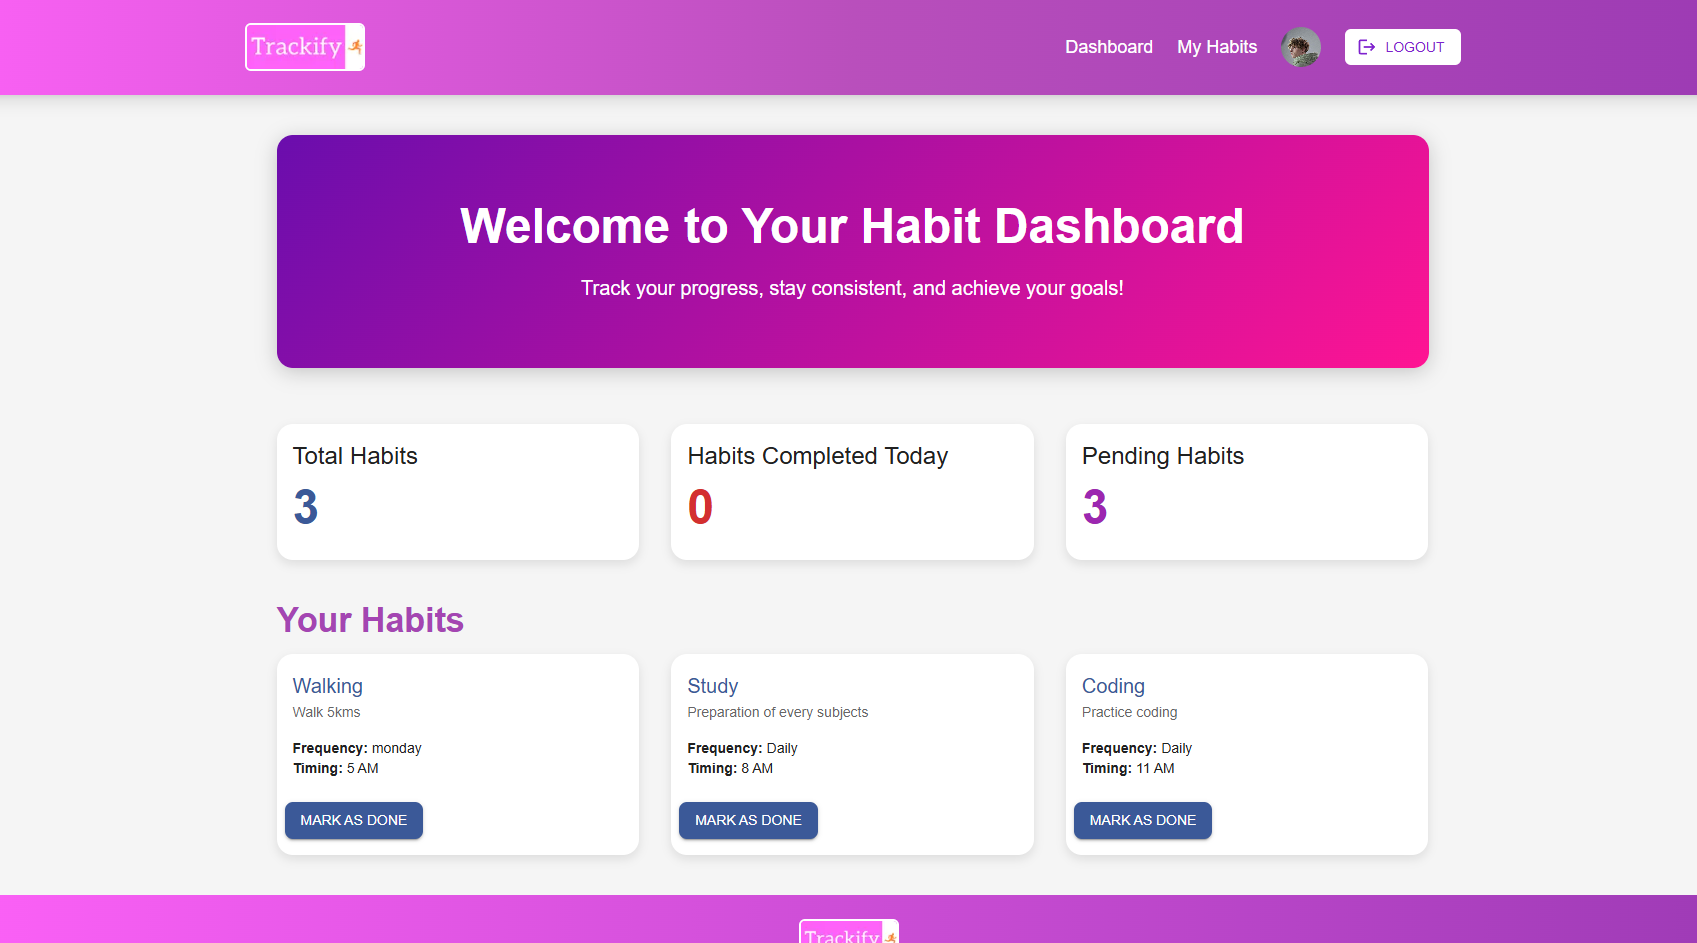 Trackify
Dashboard
My Habits
LOGOUT
Welcome to Your Habit Dashboard
Track your progress, stay consistent, and achieve your goals!
Total Habits
3
Habits Completed Today
0
Pending Habits
3
Your Habits
Walking
Walk 5kms
Frequency: monday
Timing: 5 AM
MARK AS DONE
Study
Preparation of every subjects
Frequency: Daily
Timing: 8 AM
MARK AS DONE
Coding
Practice coding
Frequency: Daily
Timing: 11 AM
MARK AS DONE
Trackify